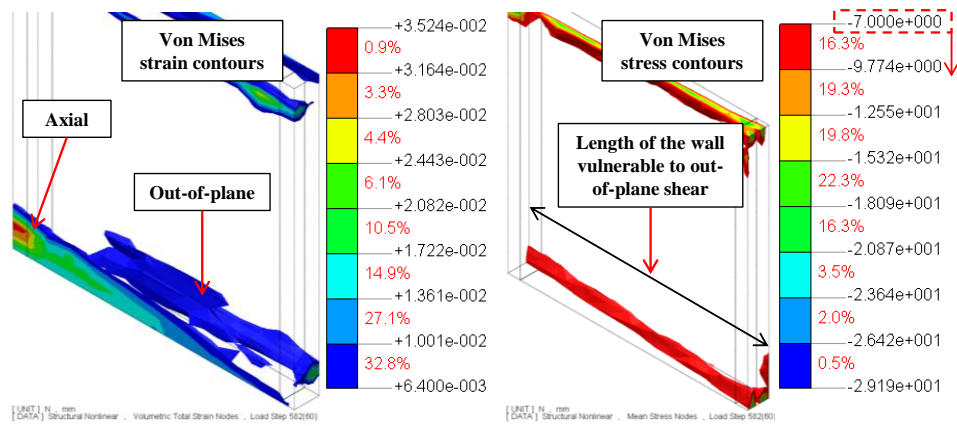 Von Mises
strain contours
Axial
Out-of-plane
+3.524e-002
0.9%
+3.164e-002
3.3%
+2.803e-002
4.4%
+2.443e-002
6.1%
+2.082e-002
10.5%
+1.722e-002
14.9%
+1.361e-002
27.1%
+1.001e-002
32.8%
+6.400e-003
[ UNIT ] N , mm
[ DATA ] Structural Nonlinear , Volumetric Total Strain Nodes , Load Step 582(60)
Von Mises
stress contours
Length of the wall
vulnerable to out-
of-plane shear
-7.000e+000
16.3%
-9.774e+000
19.3%
-1.255e+001
19.8%
-1.532e+001
22.3%
-1.809e+001
16.3%
-2.087e+001
3.5%
-2.364e+001
2.0%
-2.642e+001
0.5%
-2.919e+001
[ UNIT ] N , mm
[ DATA ] Structural Nonlinear , Mean Stress Nodes , Load Step 582(60)